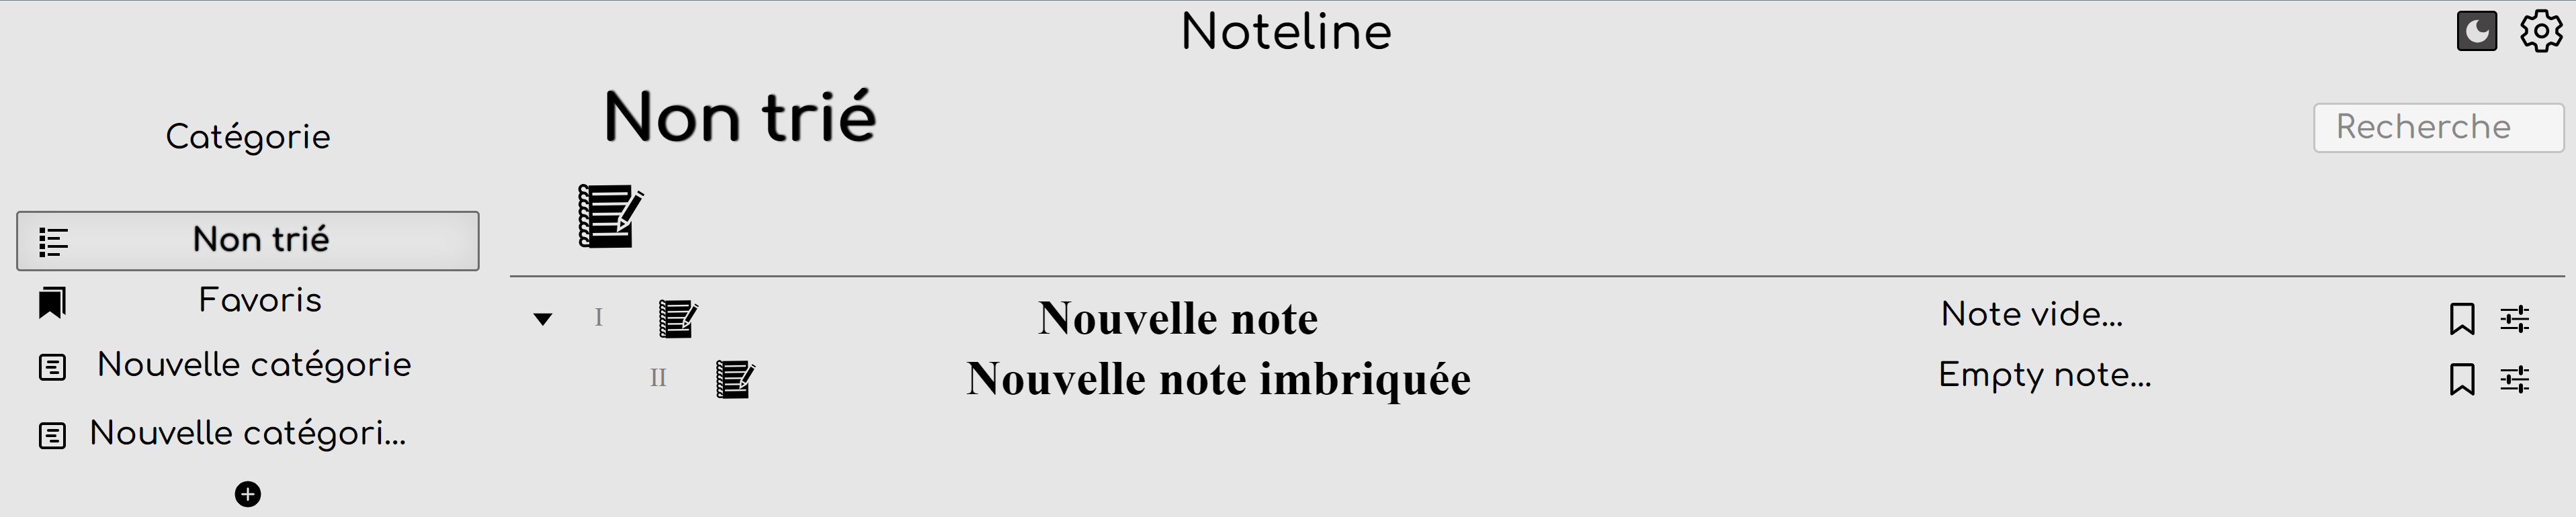 Noteline
Catégorie
Non trié
Favoris
Nouvelle catégorie
Nouvelle catégori...
Non trié
Recherche
I Nouvelle note Note vide...
II Nouvelle note imbriquée Empty note...